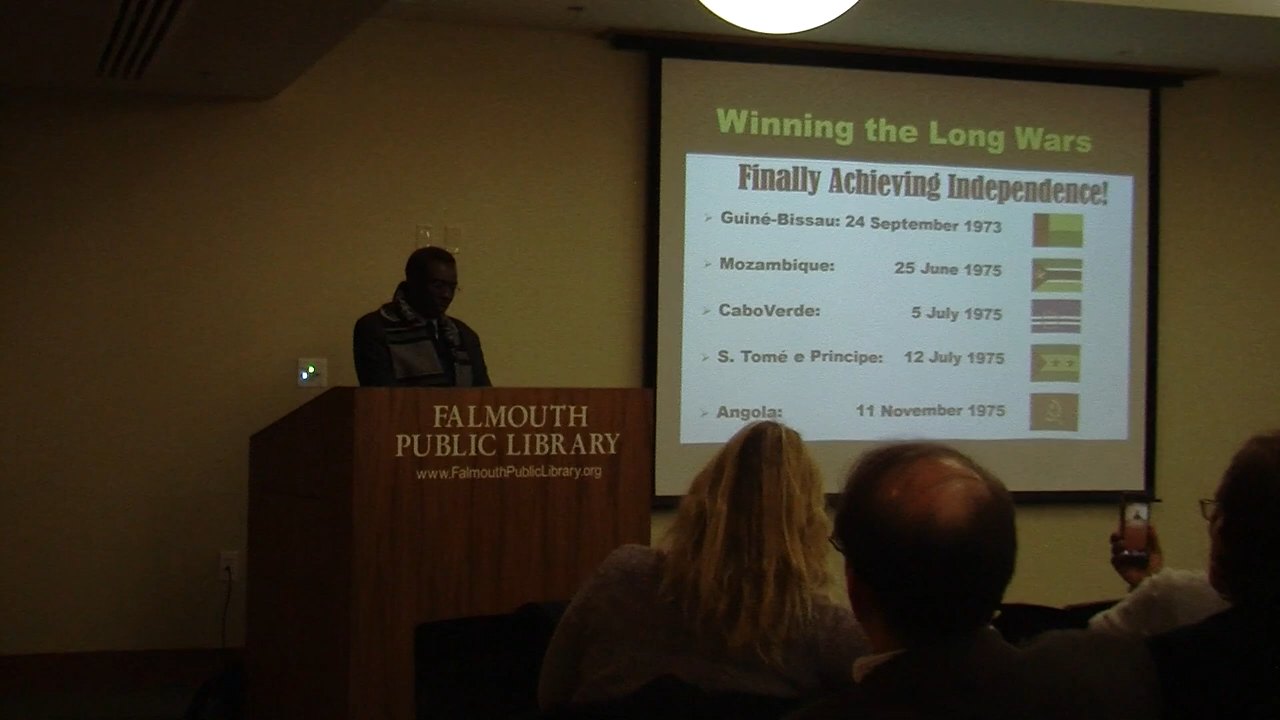 Winning the Long Wars
Finally Achieving Independence!
➢ Guiné-Bissau: 24 September 1973
➢ Mozambique: 25 June 1975
➢ CaboVerde: 5 July 1975
➢ S. Tomé e Principe: 12 July 1975
➢ Angola: 11 November 1975
FALMOUTH
PUBLIC LIBRARY
www.FalmouthPublicLibrary.org